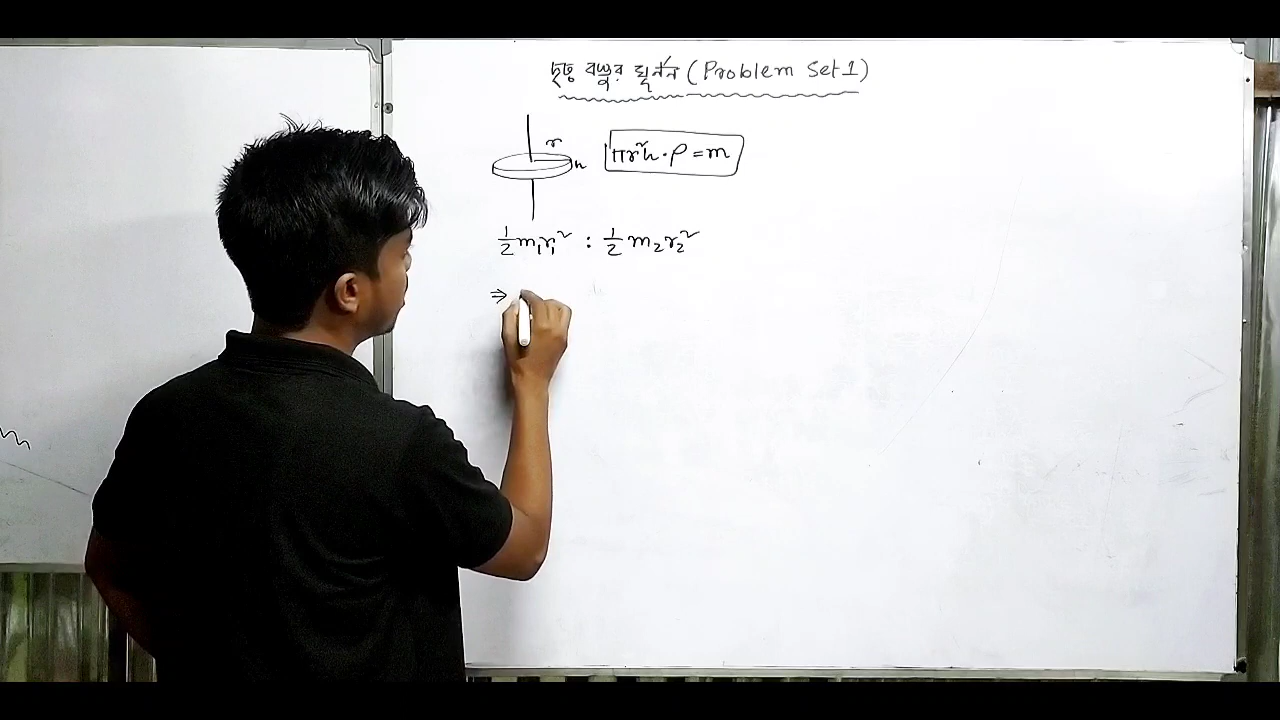 দৃঢ় বস্তুর ঘূর্ণন (Problem Set 1)
r
h
πr²h·ρ = m
½m₁r₁² : ½m₂r₂²
⇒